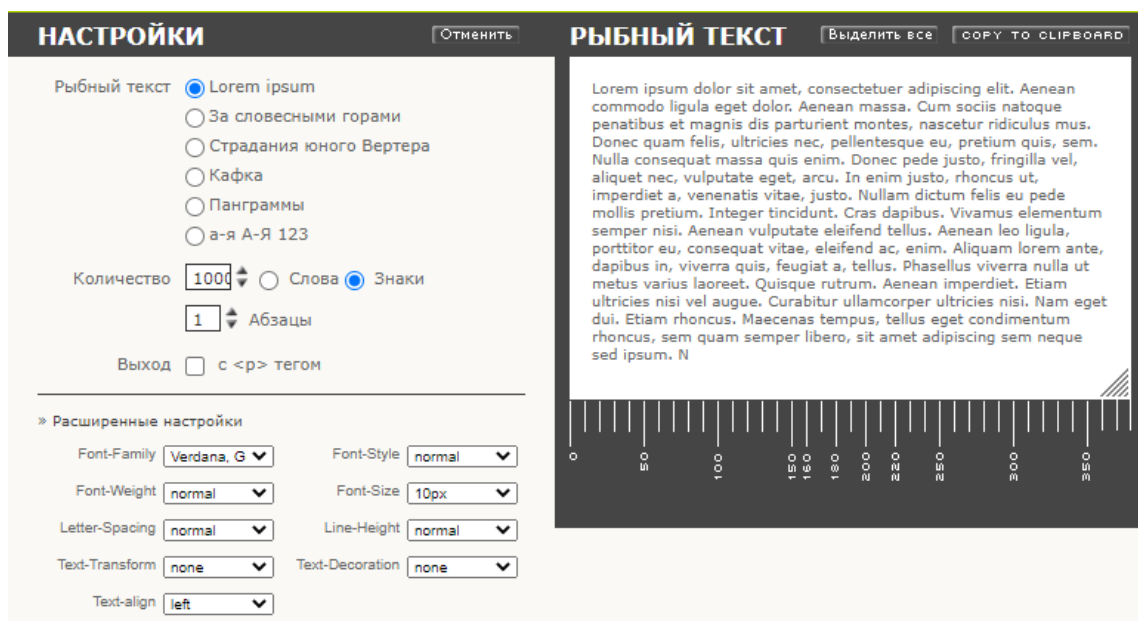 НАСТРОЙКИ
Отменить
Рыбный текст
Lorem ipsum
За словесными горами
Страдания юного Вертера
Кафка
Панграммы
а-я А-Я 123
Количество 1000 Слова Знаки
1 Абзацы
Выход с <p> тегом
» Расширенные настройки
Font-Family Verdana, G Font-Style normal
Font-Weight normal Font-Size 10px
Letter-Spacing normal Line-Height normal
Text-Transform none Text-Decoration none
Text-align left
РЫБНЫЙ ТЕКСТ
Выделить все
COPY TO CLIPBOARD
Lorem ipsum dolor sit amet, consectetuer adipiscing elit. Aenean
commodo ligula eget dolor. Aenean massa. Cum sociis natoque
penatibus et magnis dis parturient montes, nascetur ridiculus mus.
Donec quam felis, ultricies nec, pellentesque eu, pretium quis, sem.
Nulla consequat massa quis enim. Donec pede justo, fringilla vel,
aliquet nec, vulputate eget, arcu. In enim justo, rhoncus ut,
imperdiet a, venenatis vitae, justo. Nullam dictum felis eu pede
mollis pretium. Integer tincidunt. Cras dapibus. Vivamus elementum
semper nisi. Aenean vulputate eleifend tellus. Aenean leo ligula,
porttitor eu, consequat vitae, eleifend ac, enim. Aliquam lorem ante,
dapibus in, viverra quis, feugiat a, tellus. Phasellus viverra nulla ut
metus varius laoreet. Quisque rutrum. Aenean imperdiet. Etiam
ultricies nisi vel augue. Curabitur ullamcorper ultricies nisi. Nam eget
dui. Etiam rhoncus. Maecenas tempus, tellus eget condimentum
rhoncus, sem quam semper libero, sit amet adipiscing sem neque
sed ipsum. N
0 50 100 150 160 180 200 220 250 300 350